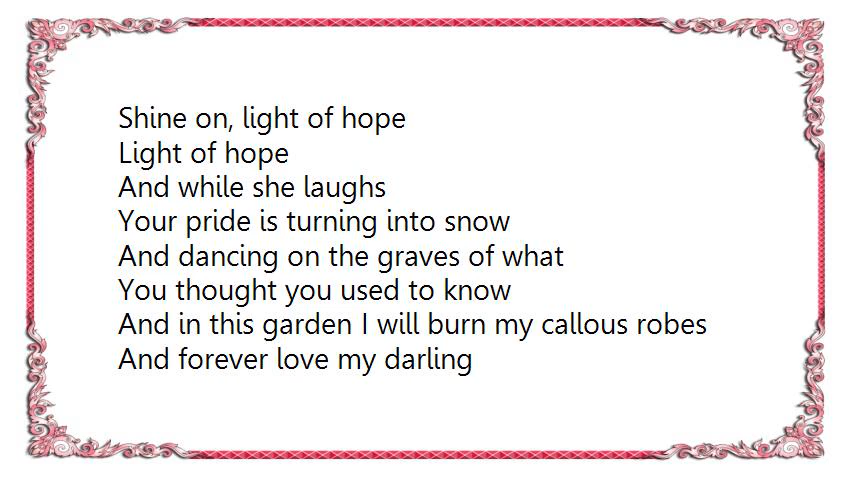 Shine on, light of hope
Light of hope
And while she laughs
Your pride is turning into snow
And dancing on the graves of what
You thought you used to know
And in this garden I will burn my callous robes
And forever love my darling